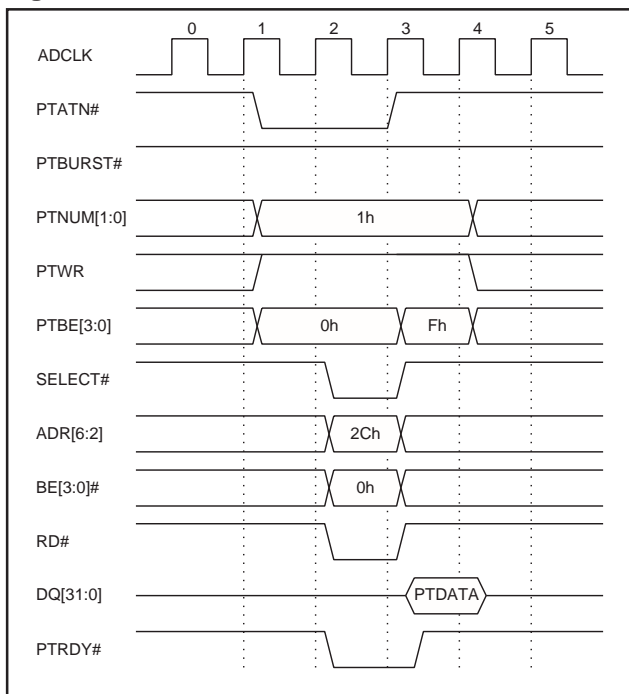 0 1 2 3 4 5
ADCLK
PTATN#
PTBURST#
PTNUM[1:0] 1h
PTWR
PTBE[3:0] 0h Fh
SELECT#
ADR[6:2] 2Ch
BE[3:0]# 0h
RD#
DQ[31:0] PTDATA
PTRDY#